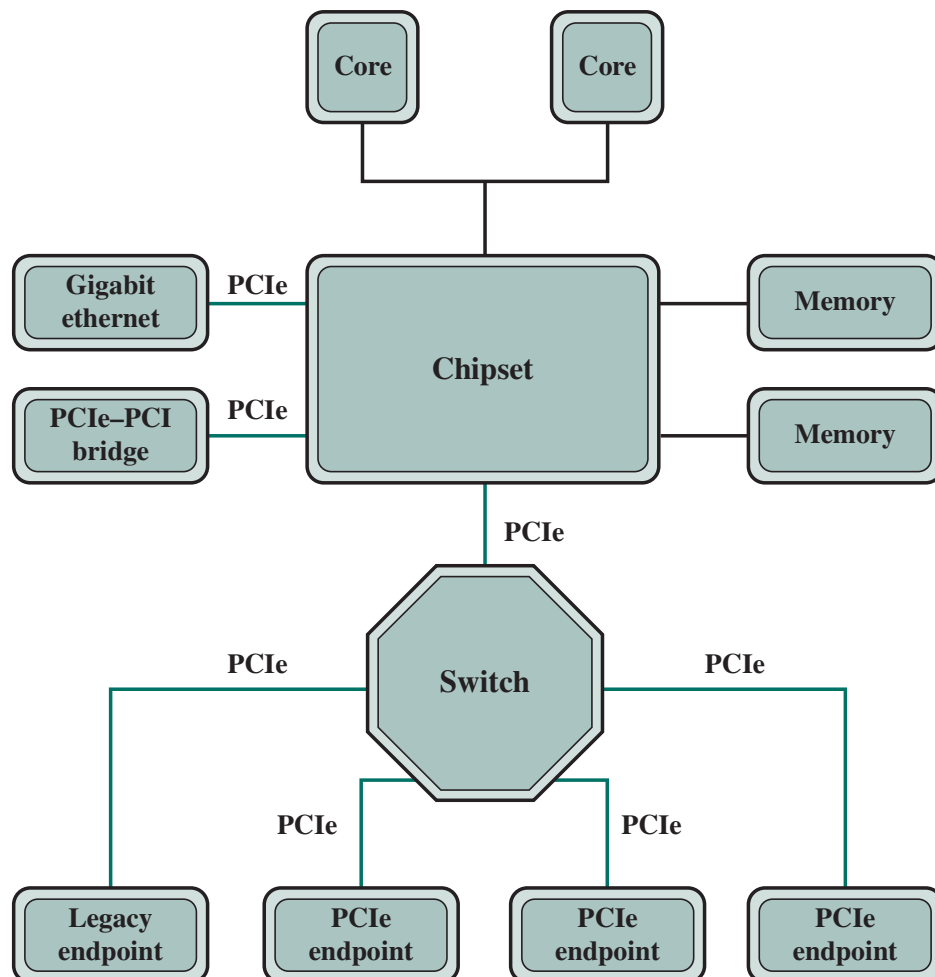 Core
Core
Gigabit
ethernet
PCIe
Memory
Chipset
PCIe–PCI
bridge
PCIe
Memory
PCIe
PCIe
Switch
PCIe
PCIe
PCIe
Legacy
endpoint
PCIe
endpoint
PCIe
endpoint
PCIe
endpoint